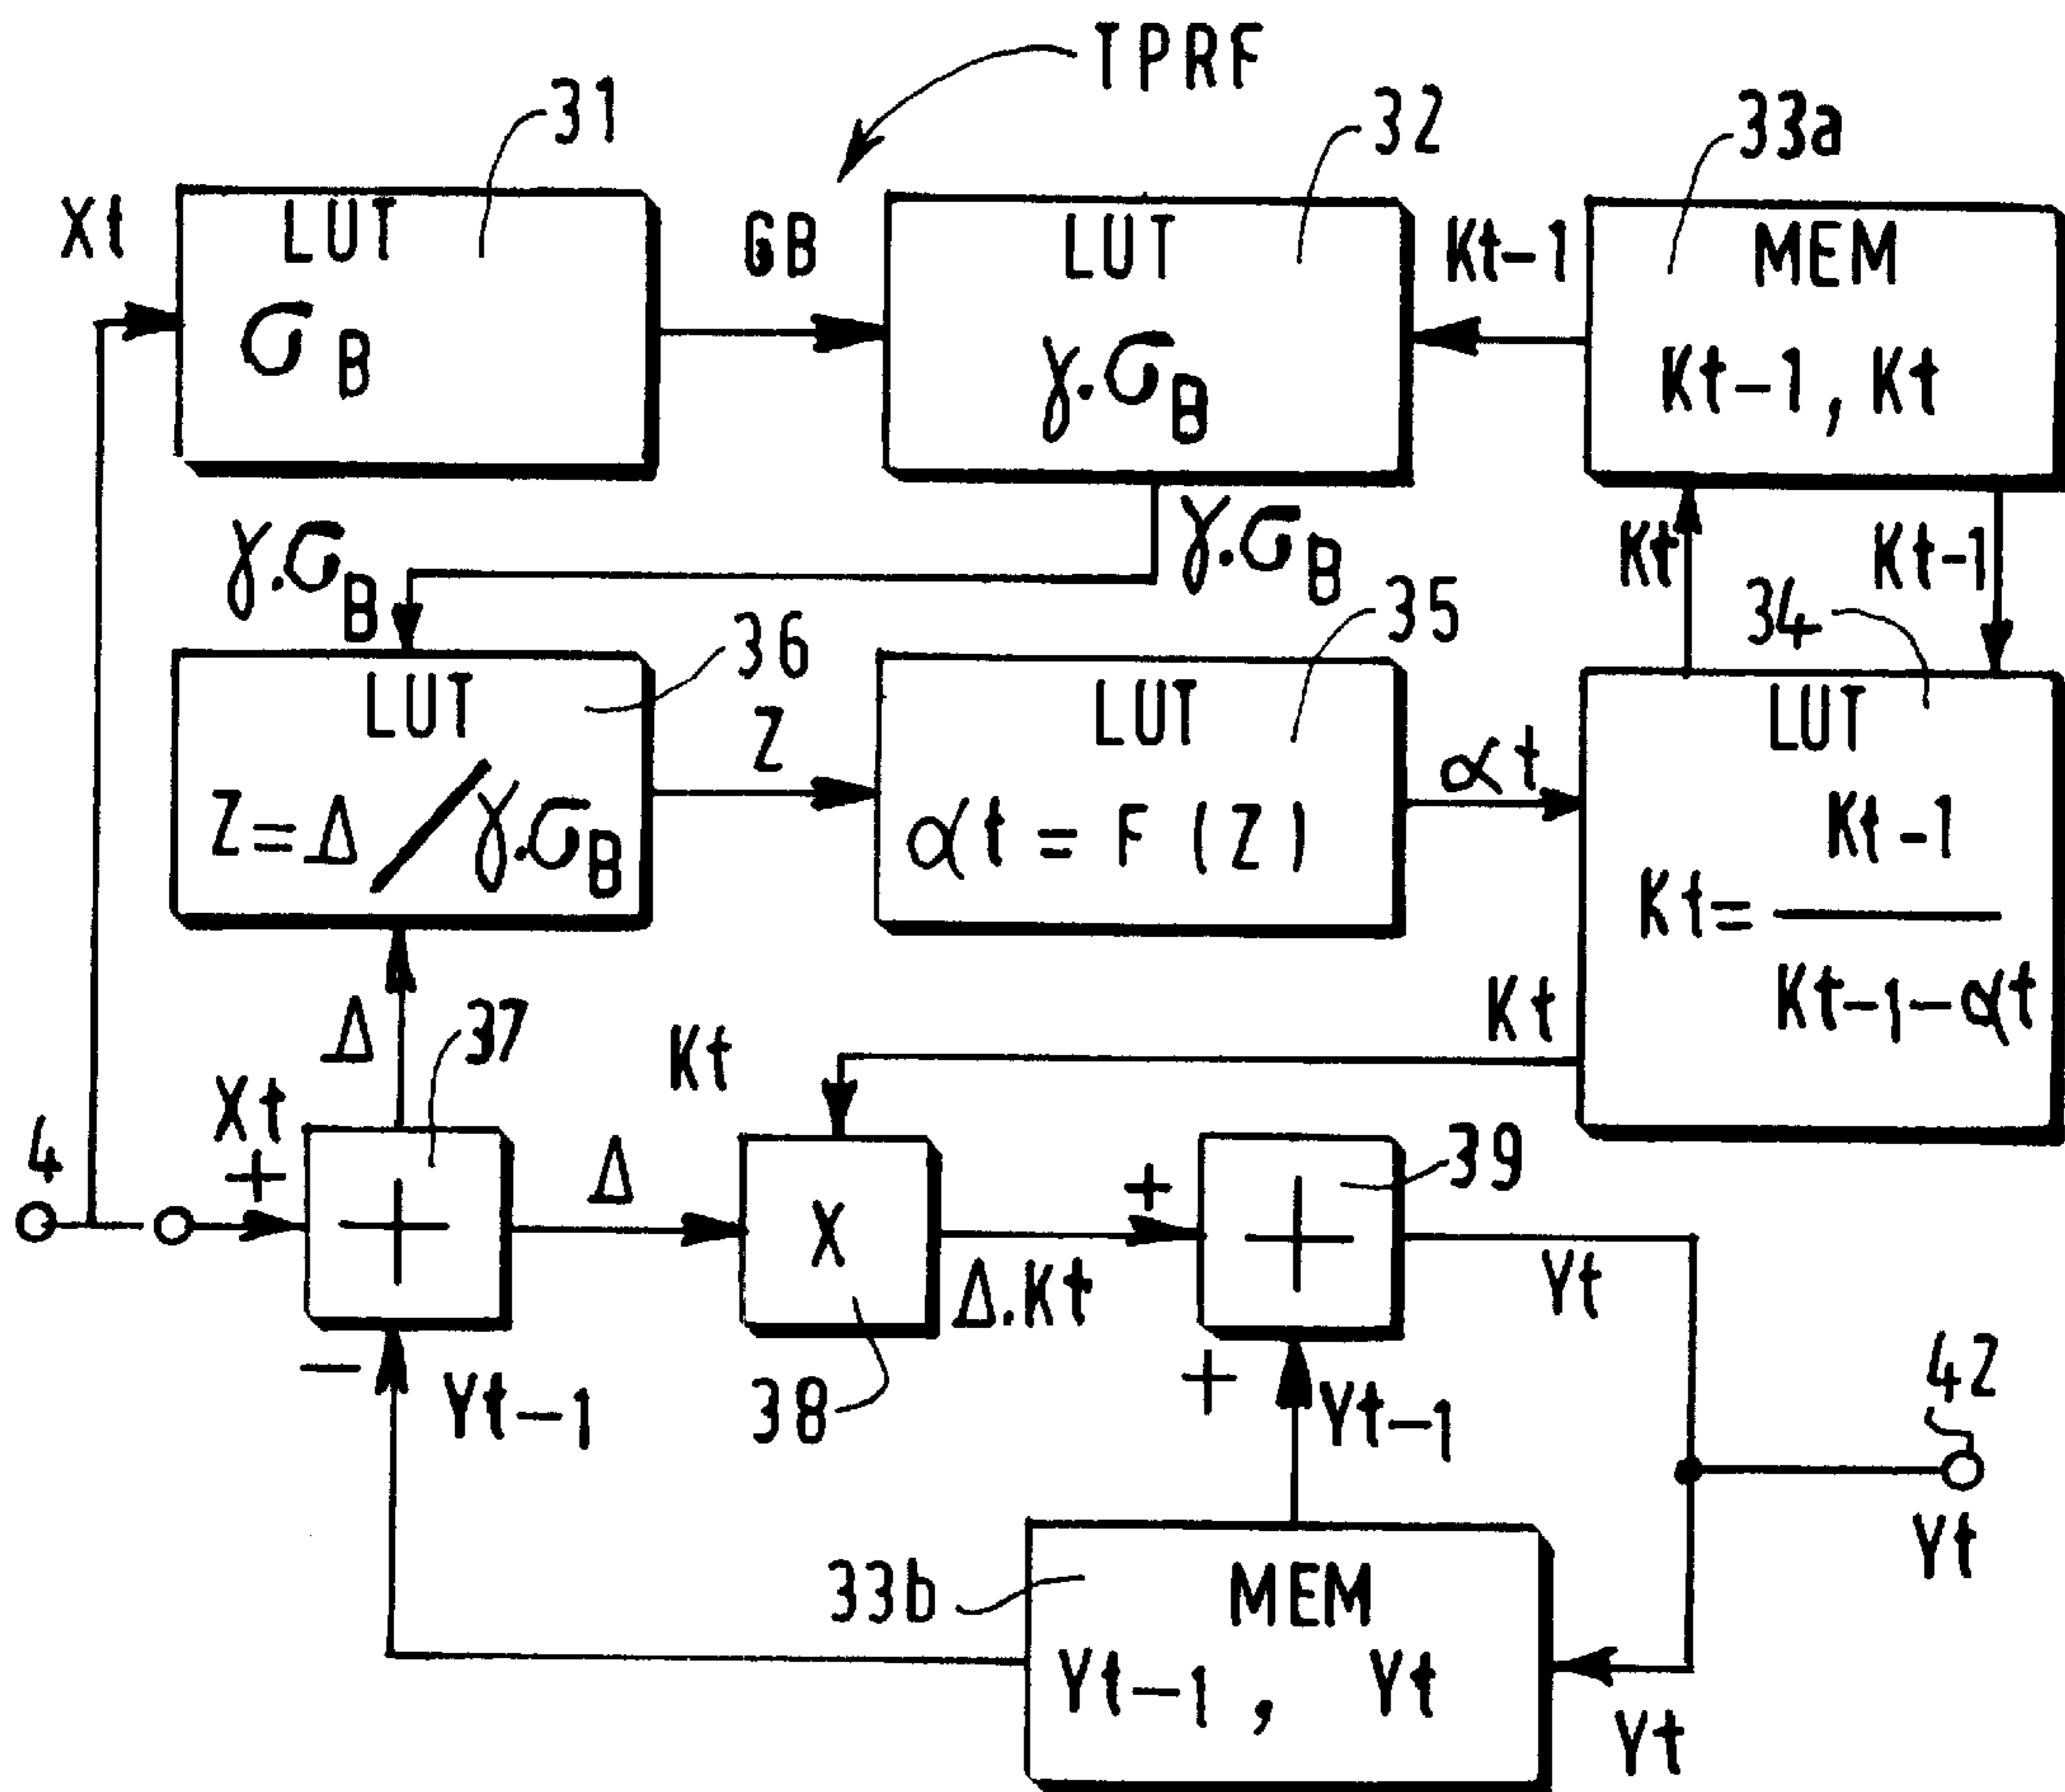 TPRF
31
32
33a
Xt
LUT
σB
GB
LUT
γ.σB
Kt-1
MEM
Kt-1, Kt
γ.σB
γ.σB
Kt
Kt-1
36
35
34
LUT
Z=Δ/γ.σB
Z
LUT
αt = F (Z)
αt
LUT
Kt=
Kt-1
Kt-1-αt
Δ
37
Kt
Kt
4
Xt
+
+
Δ
X
+
39
+
Δ.Kt
Yt
-
Yt-1
38
+
Yt-1
42
Yt
33b
MEM
Yt-1 , Yt
Yt